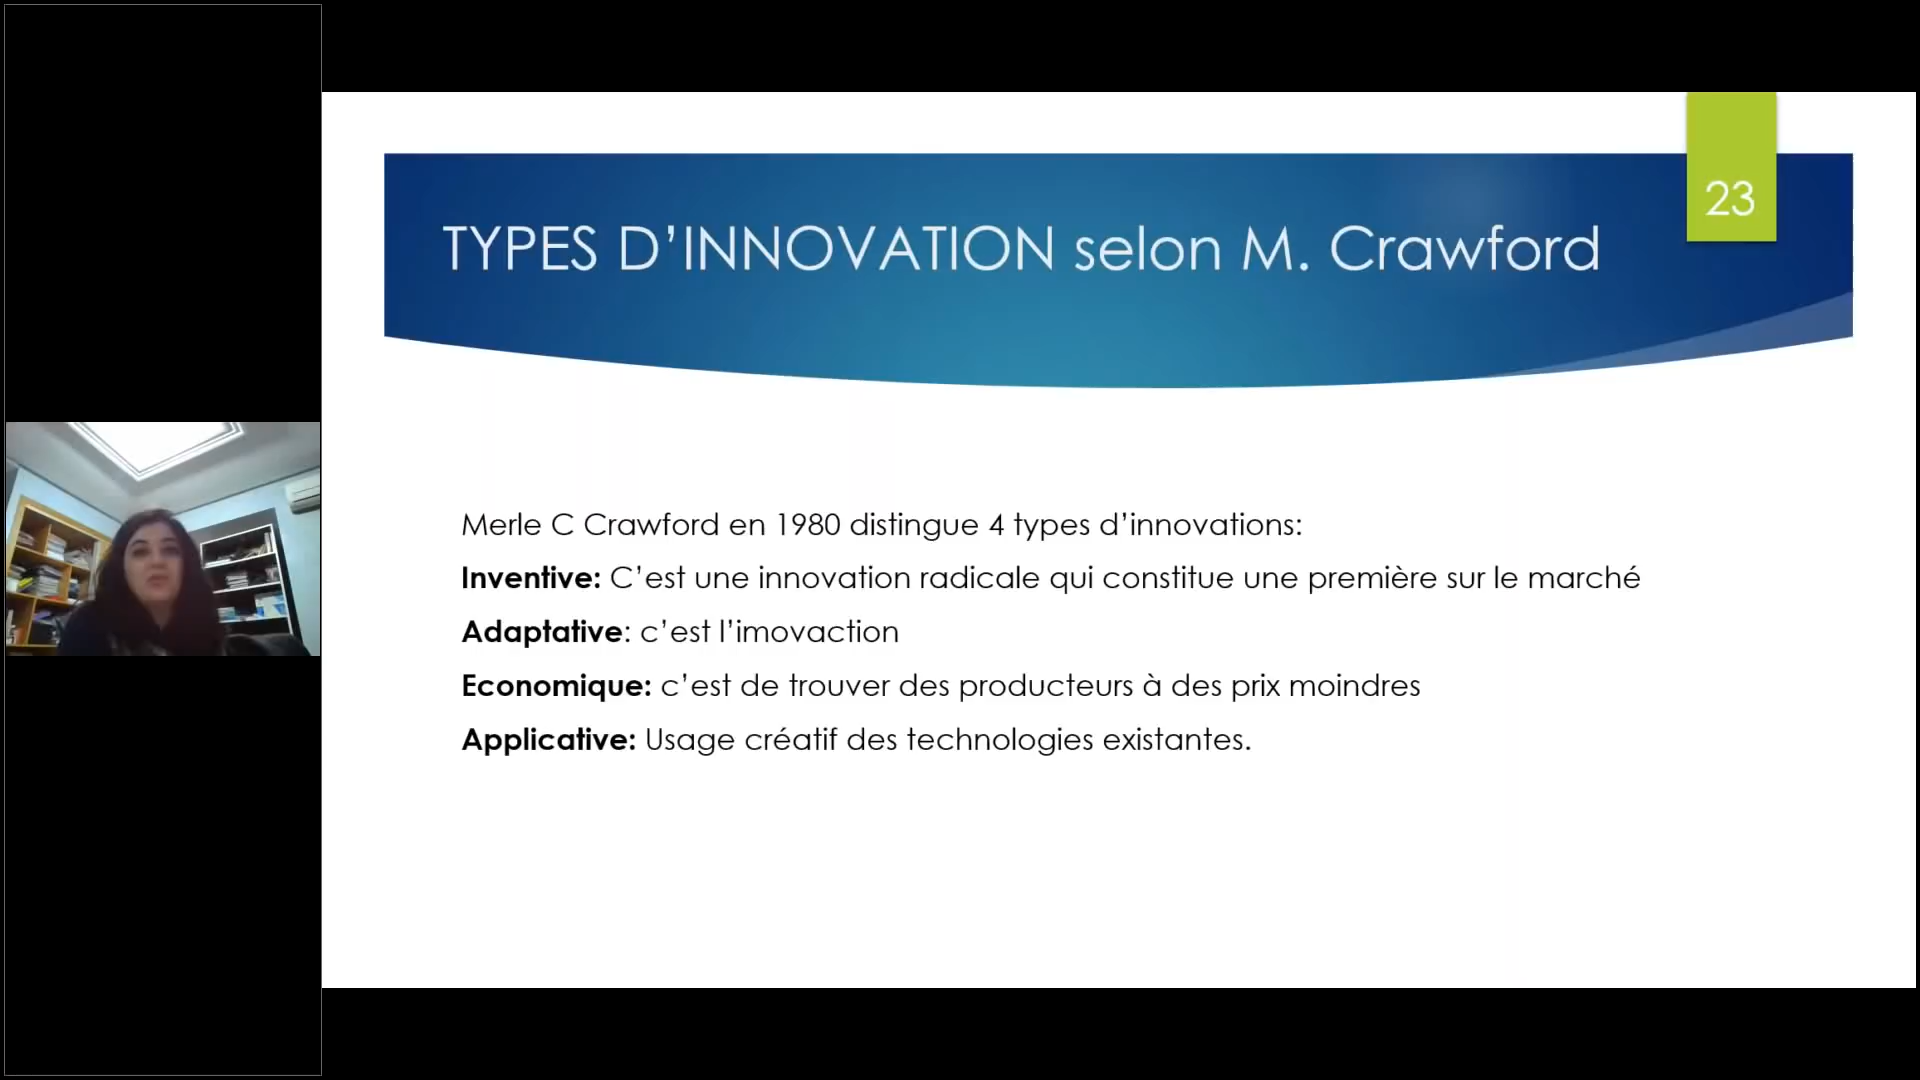 23
TYPES D’INNOVATION selon M. Crawford
Merle C Crawford en 1980 distingue 4 types d’innovations:
Inventive: C’est une innovation radicale qui constitue une première sur le marché
Adaptative: c’est l’imovaction
Economique: c’est de trouver des producteurs à des prix moindres
Applicative: Usage créatif des technologies existantes.